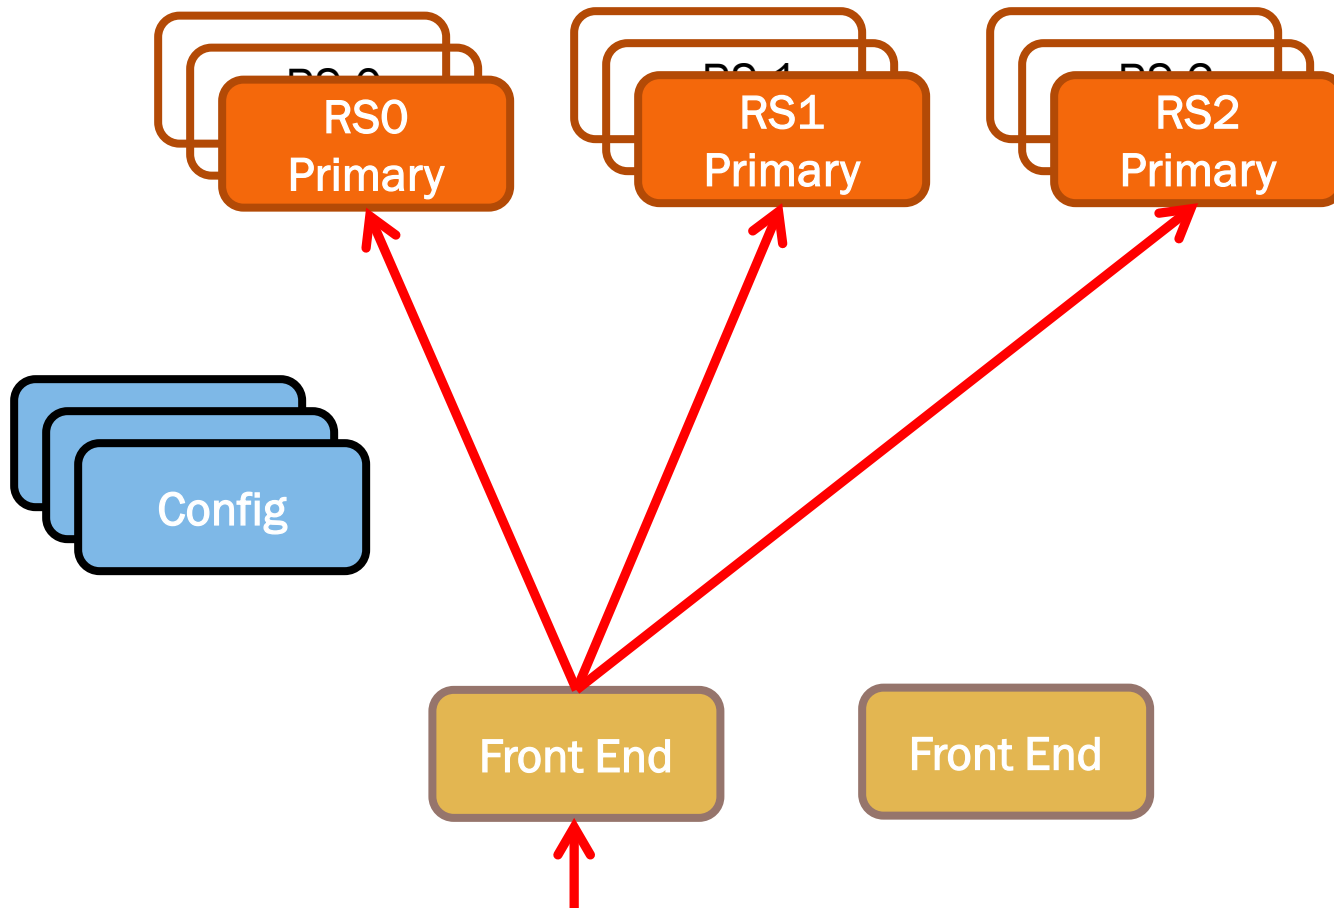 RS0
Primary
RS1
Primary
RS2
Primary
Config
Front End
Front End